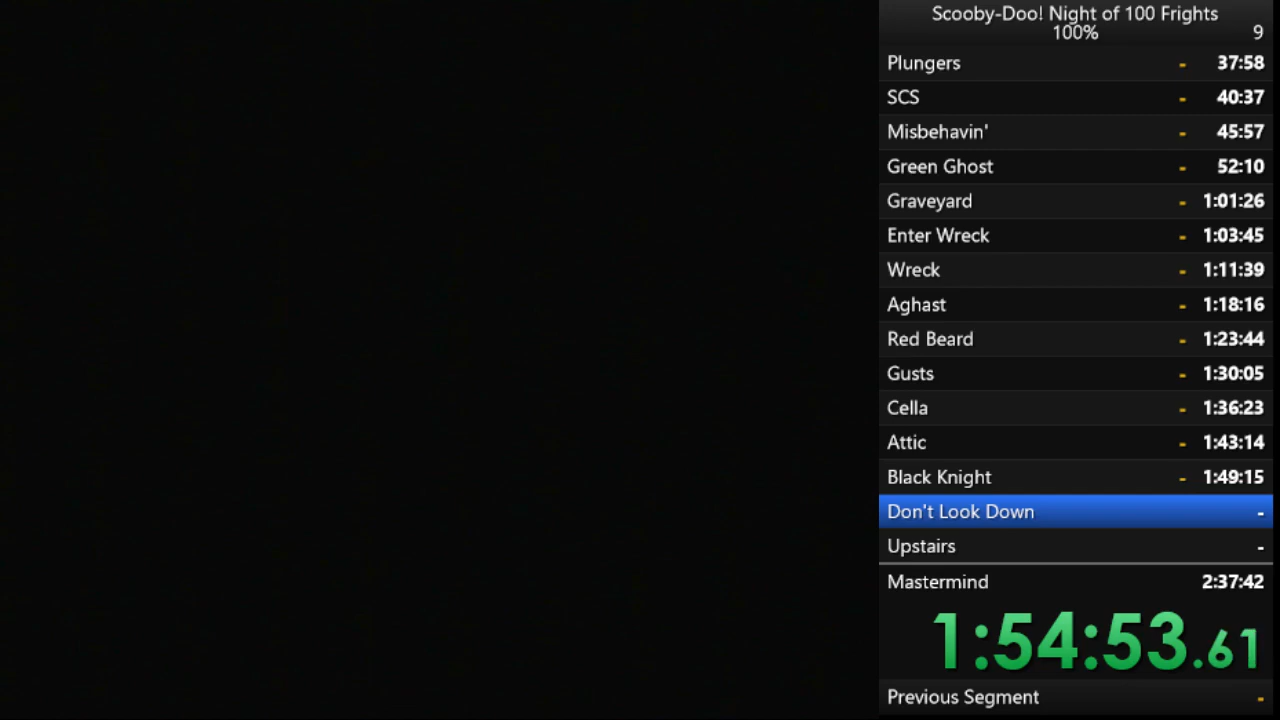 Scooby-Doo! Night of 100 Frights
100% 9
Plungers - 37:58
SCS - 40:37
Misbehavin' - 45:57
Green Ghost - 52:10
Graveyard - 1:01:26
Enter Wreck - 1:03:45
Wreck - 1:11:39
Aghast - 1:18:16
Red Beard - 1:23:44
Gusts - 1:30:05
Cella - 1:36:23
Attic - 1:43:14
Black Knight - 1:49:15
Don't Look Down -
Upstairs -
Mastermind 2:37:42
1:54:53.61
Previous Segment -